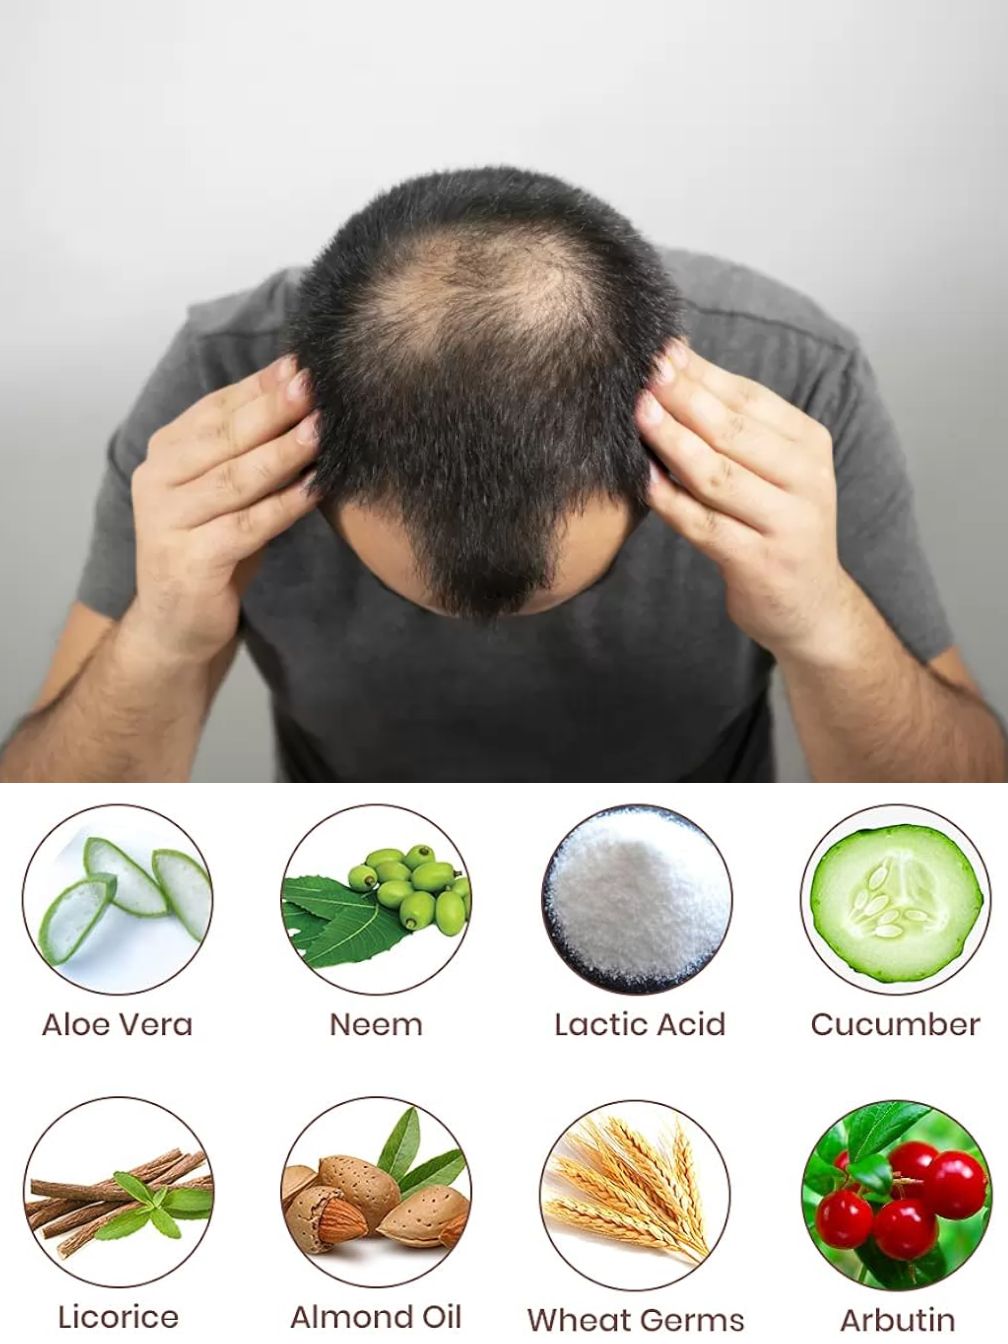 Aloe Vera
Neem
Lactic Acid
Cucumber
Licorice
Almond Oil
Wheat Germs
Arbutin